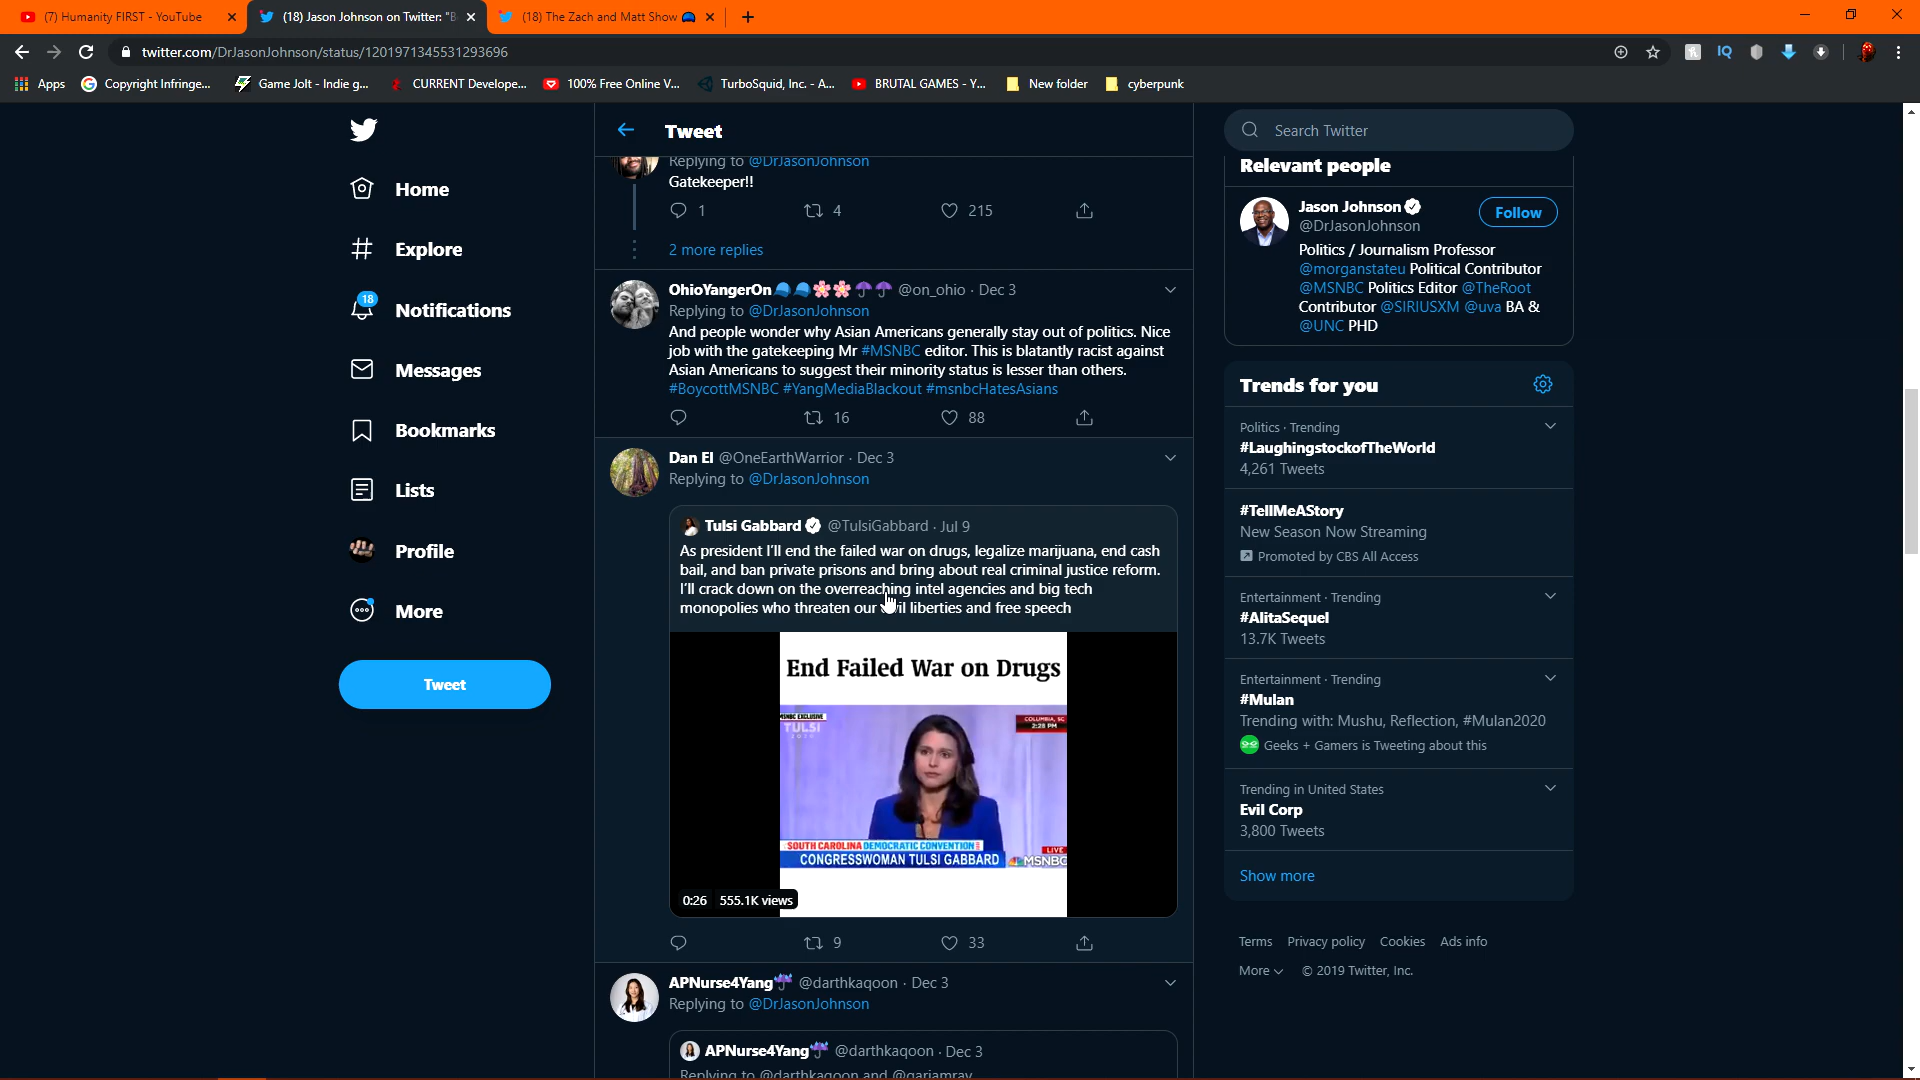 (7) Humanity FIRST - YouTube
(18) Jason Johnson on Twitter: "B
(18) The Zach and Matt Show
twitter.com/DrJasonJohnson/status/1201971345531293696
Apps
Copyright Infringe...
Game Jolt - Indie g...
CURRENT Develope...
100% Free Online V...
TurboSquid, Inc. - A...
BRUTAL GAMES - Y...
New folder
cyberpunk
Home
Explore
18
Notifications
Messages
Bookmarks
Lists
Profile
More
Tweet
Tweet
Replying to @DrJasonJohnson
Gatekeeper!!
1 4 215
2 more replies
OhioYangerOn🧢🧢🌸🌸☂☂ @on_ohio · Dec 3
Replying to @DrJasonJohnson
And people wonder why Asian Americans generally stay out of politics. Nice
job with the gatekeeping Mr #MSNBC editor. This is blatantly racist against
Asian Americans to suggest their minority status is lesser than others.
#BoycottMSNBC #YangMediaBlackout #msnbcHatesAsians
16 88
Dan El @OneEarthWarrior · Dec 3
Replying to @DrJasonJohnson
Tulsi Gabbard @TulsiGabbard · Jul 9
As president I'll end the failed war on drugs, legalize marijuana, end cash
bail, and ban private prisons and bring about real criminal justice reform.
I'll crack down on the overreaching intel agencies and big tech
monopolies who threaten our civil liberties and free speech
End Failed War on Drugs
MSNBC EXCLUSIVE
TULSI
2020
COLUMBIA, SC
2:28 PM
SOUTH CAROLINA DEMOCRATIC CONVENTION
LIVE
CONGRESSWOMAN TULSI GABBARD
MSNBC
0:26 555.1K views
9 33
APNurse4Yang☔ @darthkaqoon · Dec 3
Replying to @DrJasonJohnson
APNurse4Yang☔ @darthkaqoon · Dec 3
Replying to @darthkaqoon and @gariamray
Search Twitter
Relevant people
Jason Johnson
@DrJasonJohnson
Follow
Politics / Journalism Professor
@morganstateu Political Contributor
@MSNBC Politics Editor @TheRoot
Contributor @SIRIUSXM @uva BA &
@UNC PHD
Trends for you
Politics · Trending
#LaughingstockofTheWorld
4,261 Tweets
#TellMeAStory
New Season Now Streaming
Promoted by CBS All Access
Entertainment · Trending
#AlitaSequel
13.7K Tweets
Entertainment · Trending
#Mulan
Trending with: Mushu, Reflection, #Mulan2020
Geeks + Gamers is Tweeting about this
Trending in United States
Evil Corp
3,800 Tweets
Show more
Terms Privacy policy Cookies Ads info
More © 2019 Twitter, Inc.